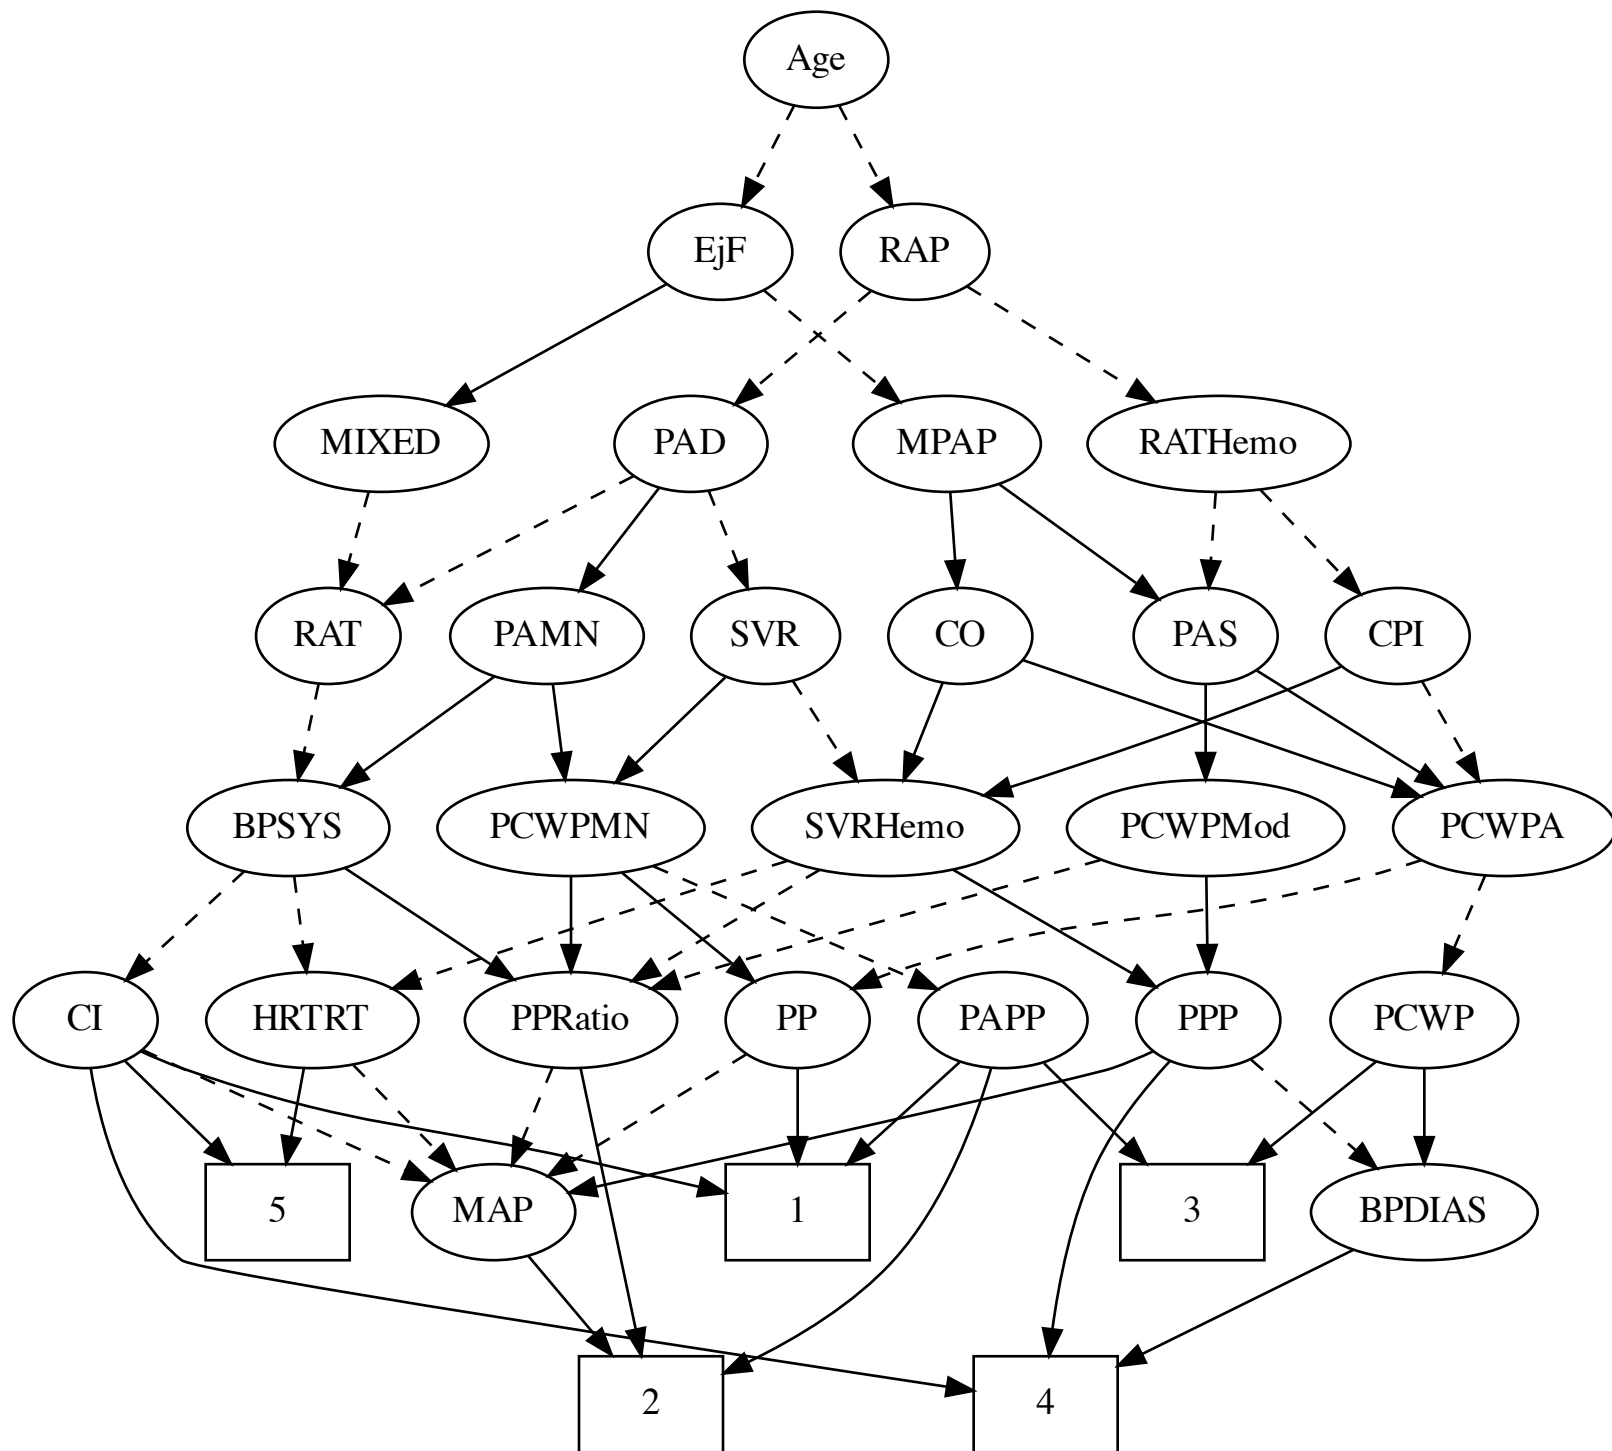 Age
EjF
RAP
MIXED
PAD
MPAP
RATHemo
RAT
PAMN
SVR
CO
PAS
CPI
BPSYS
PCWPMN
SVRHemo
PCWPMod
PCWPA
CI
HRTRT
PPRatio
PP
PAPP
PPP
PCWP
5
MAP
1
3
BPDIAS
2
4